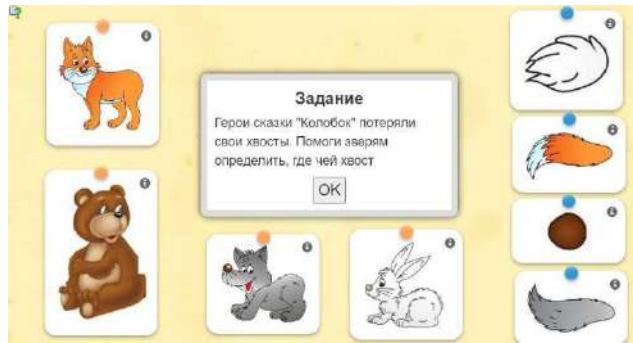 Задание
Герои сказки "Колобок" потеряли
свои хвосты. Помоги зверям
определить, где чей хвост
OK